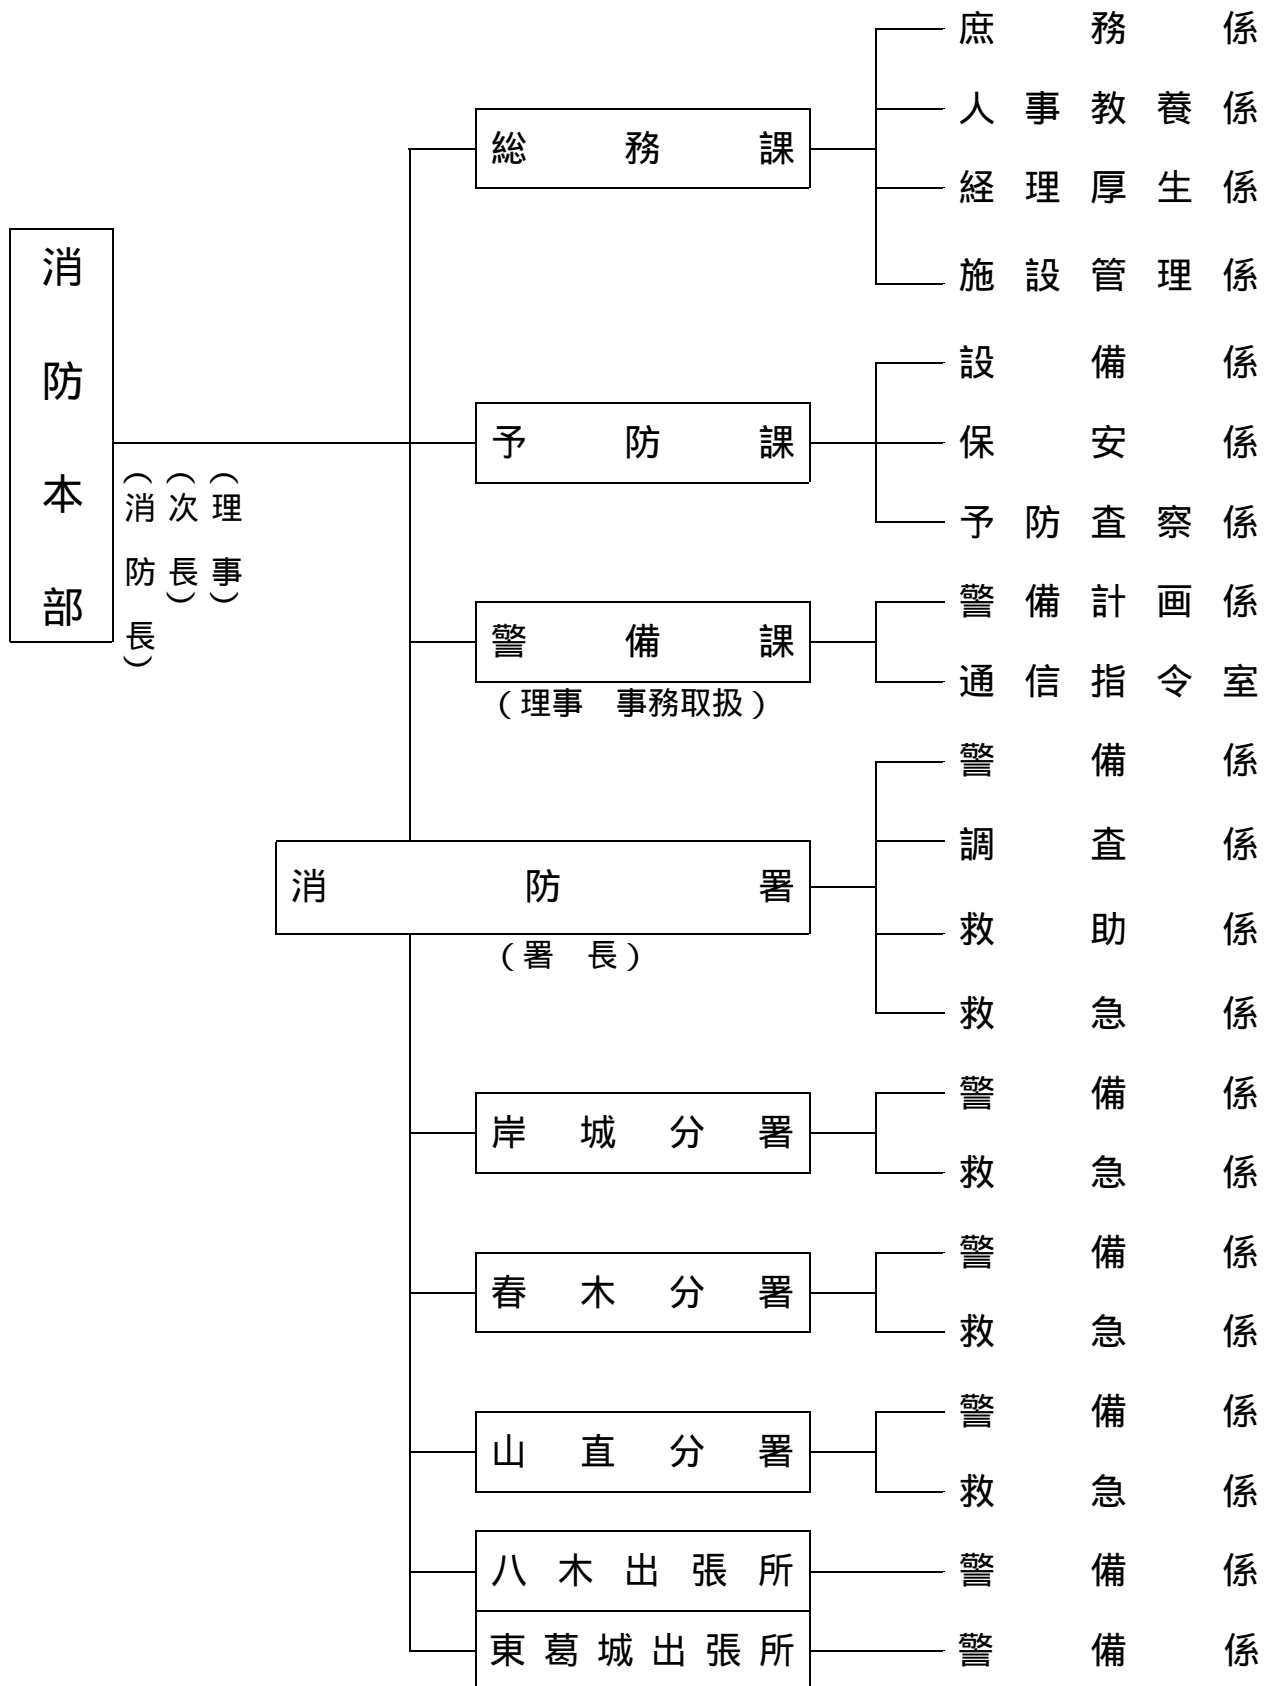 消防本部
（消防長）
（次長）
（理事）
総務課
庶務係
人事教養係
経理厚生係
施設管理係
予防課
設備係
保安係
予防査察係
警備課
（理事　事務取扱）
警備計画係
通信指令室
消防署
（署　長）
警備係
調査係
救助係
救急係
岸城分署
警備係
救急係
春木分署
警備係
救急係
山直分署
警備係
救急係
八木出張所
警備係
東葛城出張所
警備係